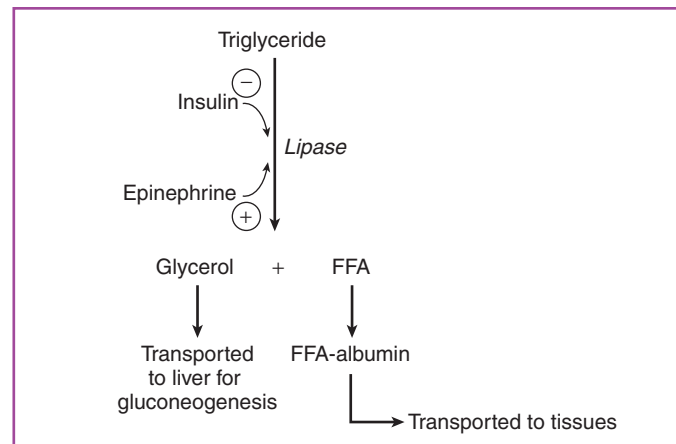 Triglyceride
−
Insulin
Lipase
Epinephrine
+
Glycerol + FFA
Transported
to liver for
gluconeogenesis
FFA-albumin
Transported to tissues